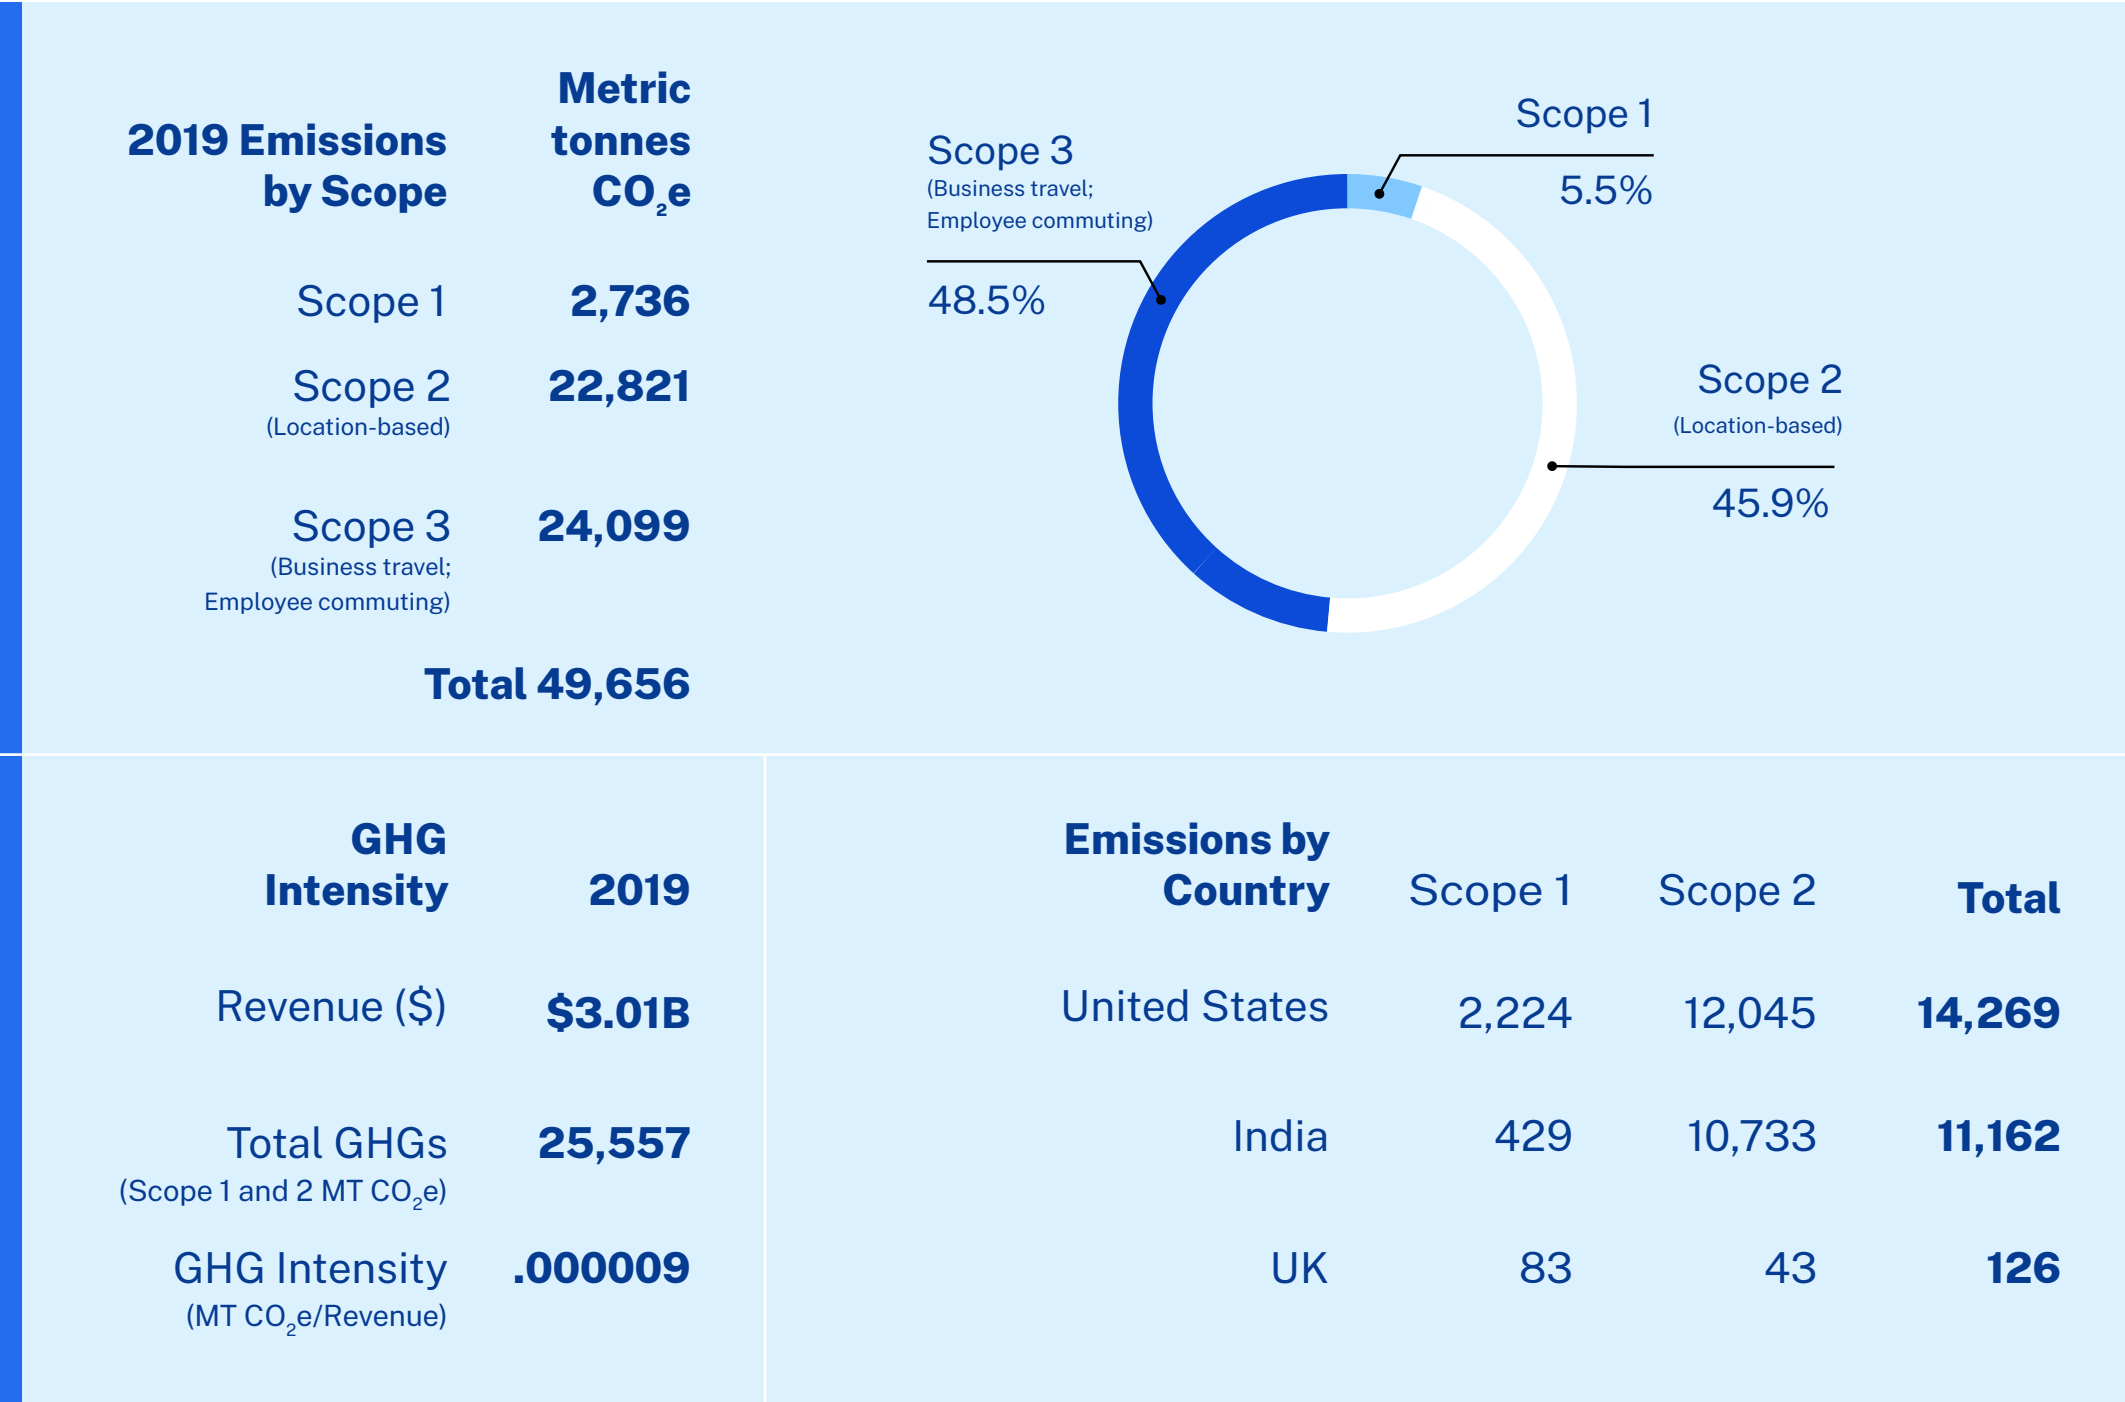 2019 Emissions
by Scope
Metric
tonnes
CO₂e
Scope 1 2,736
Scope 2 22,821
(Location-based)
Scope 3 24,099
(Business travel;
Employee commuting)
Total 49,656
Scope 3
(Business travel;
Employee commuting)
48.5%
Scope 1
5.5%
Scope 2
(Location-based)
45.9%
GHG
Intensity 2019
Revenue ($) $3.01B
Total GHGs 25,557
(Scope 1 and 2 MT CO₂e)
GHG Intensity .000009
(MT CO₂e/Revenue)
Emissions by
Country Scope 1 Scope 2 Total
United States 2,224 12,045 14,269
India 429 10,733 11,162
UK 83 43 126